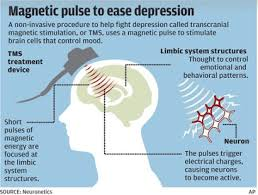 Magnetic pulse to ease depression
A non-invasive procedure to help fight depression called transcranial
magnetic stimulation, or TMS, uses a magnetic pulse to stimulate
brain cells that control mood.
TMS
treatment
device
Limbic system structures
Thought to control
emotional and
behavioral patterns.
Short
pulses of
magnetic
energy are
focused at
the limbic
system
structures.
Neuron
The pulses trigger
electrical charges,
causing neurons
to become active.
SOURCE: Neuronetics
AP